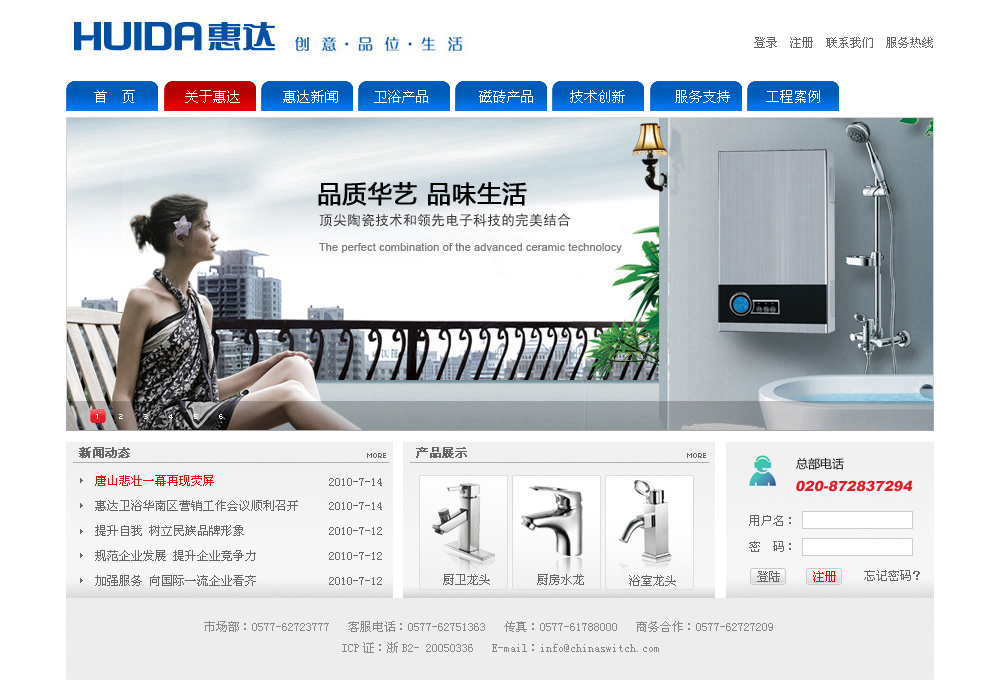 HUIDA惠达 创意·品位·生活
登录 注册 联系我们 服务热线
首 页 关于惠达 惠达新闻 卫浴产品 磁砖产品 技术创新 服务支持 工程案例
品质华艺 品味生活
顶尖陶瓷技术和领先电子科技的完美结合
The perfect combination of the advanced ceramic technolocy
1 2 3 4 5 6
新闻动态 MORE
唐山悲壮一幕再现荧屏 2010-7-14
惠达卫浴华南区营销工作会议顺利召开 2010-7-14
提升自我 树立民族品牌形象 2010-7-12
规范企业发展 提升企业竞争力 2010-7-12
加强服务 向国际一流企业看齐 2010-7-12
产品展示 MORE
厨卫龙头 厨房水龙 浴室龙头
总部电话
020-872837294
用户名：
密 码：
登陆 注册 忘记密码?
市场部：0577-62723777 客服电话：0577-62751363 传真：0577-61788000 商务合作：0577-62727209
ICP 证：浙 B2- 20050336 E-mail：info@chinaswitch.com